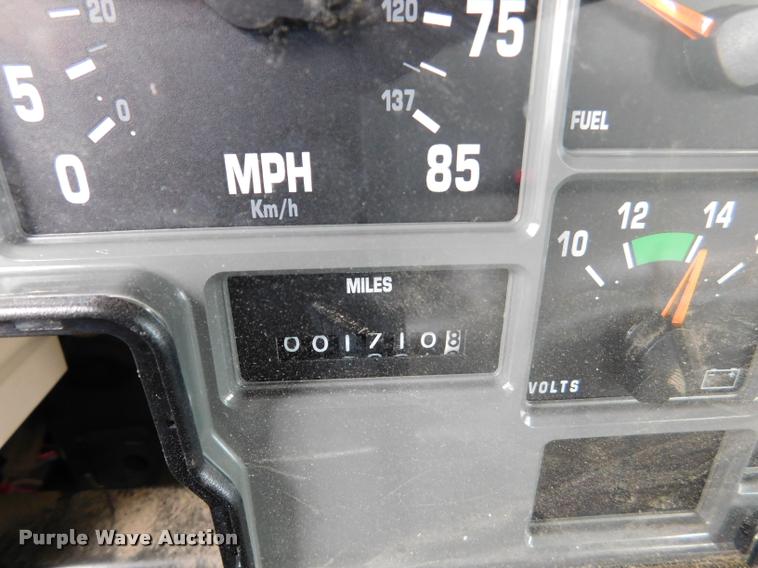 20
120
75
5
0
137
0
MPH
85
Km/h
FUEL
10
12
14
MILES
0017108
VOLTS
Purple Wave Auction